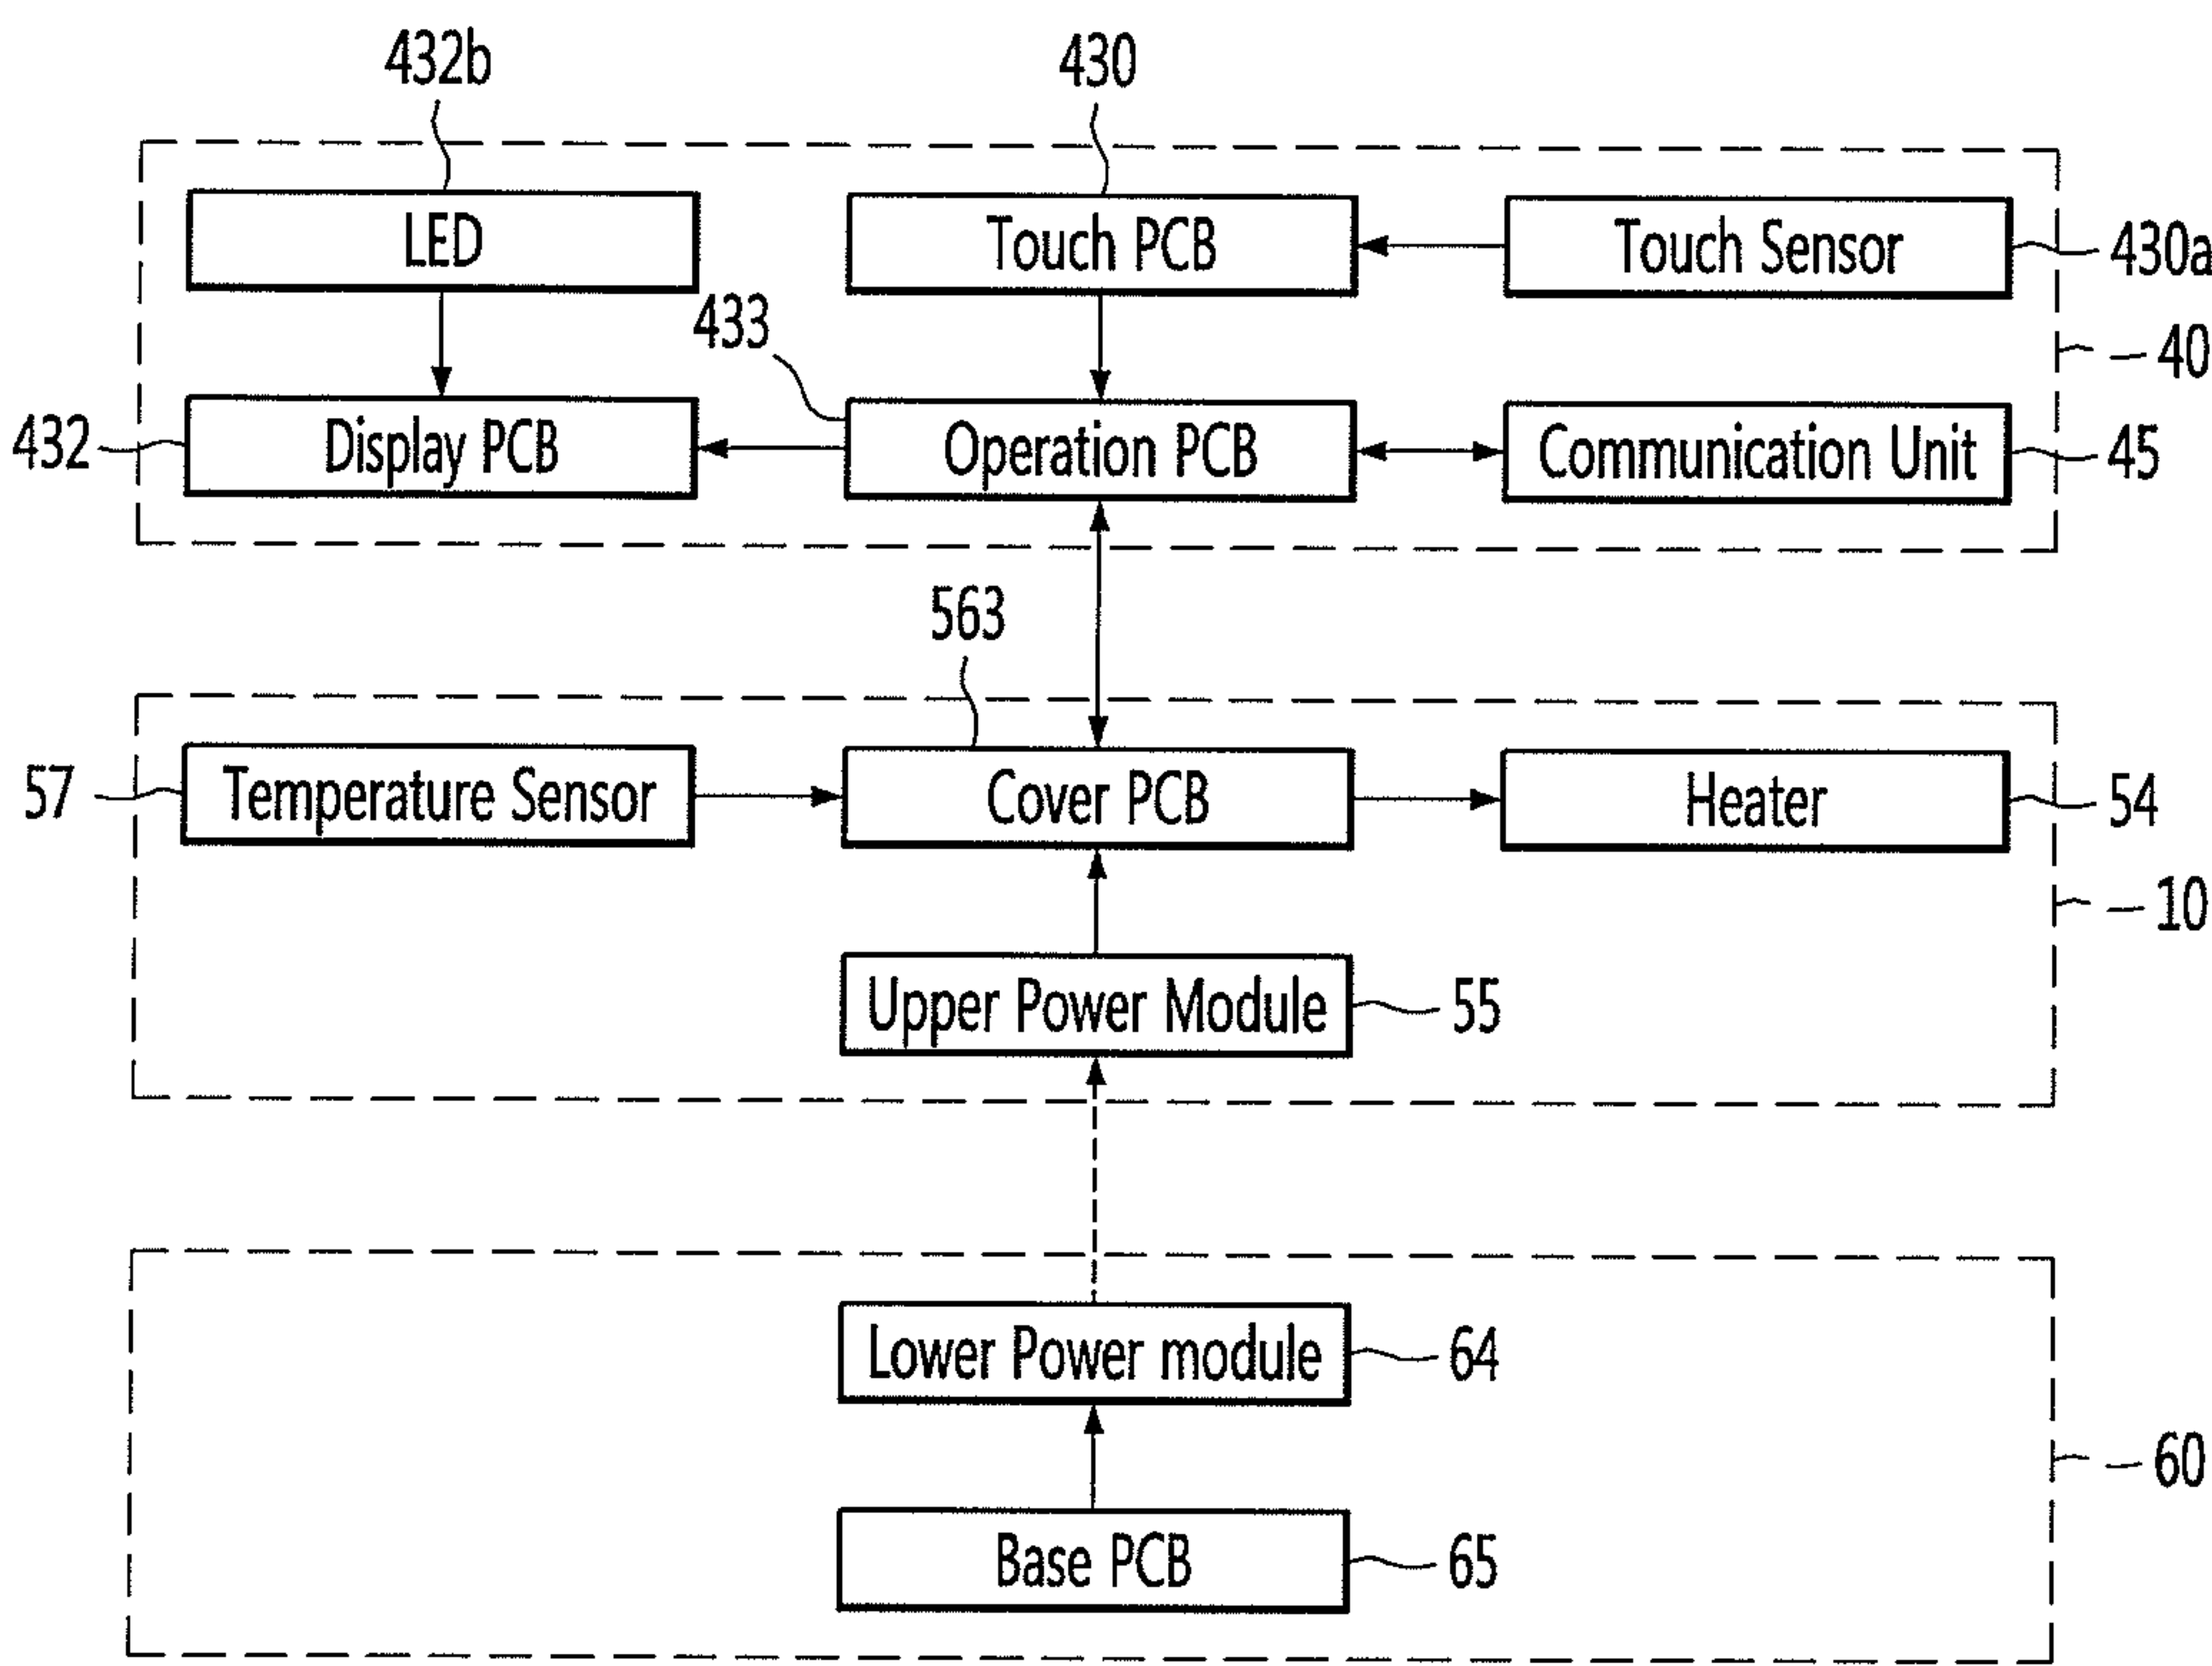 432b
430
LED
Touch PCB
Touch Sensor
430a
433
40
432
Display PCB
Operation PCB
Communication Unit
45
563
57
Temperature Sensor
Cover PCB
Heater
54
10
Upper Power Module
55
Lower Power module
64
60
Base PCB
65